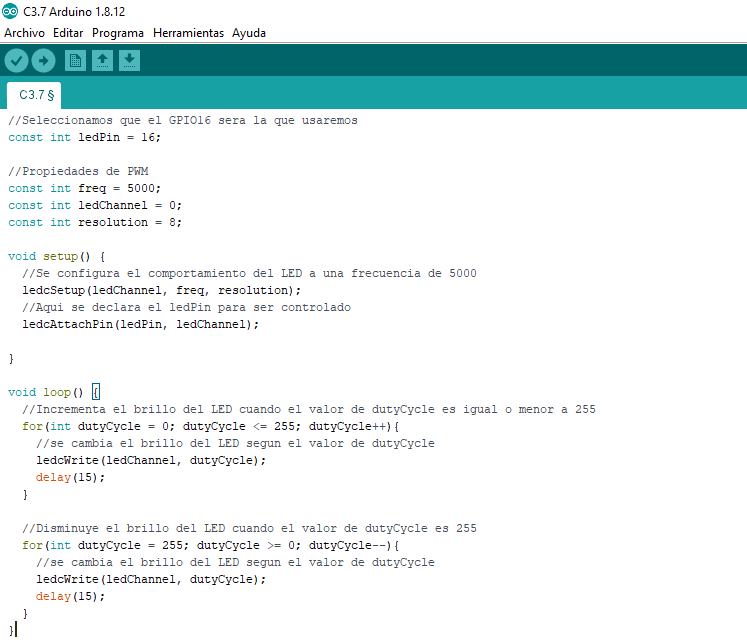 C3.7 Arduino 1.8.12
Archivo Editar Programa Herramientas Ayuda
C3.7 §
//Seleccionamos que el GPIO16 sera la que usaremos
const int ledPin = 16;
//Propiedades de PWM
const int freq = 5000;
const int ledChannel = 0;
const int resolution = 8;
void setup() {
//Se configura el comportamiento del LED a una frecuencia de 5000
ledcSetup(ledChannel, freq, resolution);
//Aqui se declara el ledPin para ser controlado
ledcAttachPin(ledPin, ledChannel);
}
void loop() {
//Incrementa el brillo del LED cuando el valor de dutyCycle es igual o menor a 255
for(int dutyCycle = 0; dutyCycle <= 255; dutyCycle++){
//se cambia el brillo del LED segun el valor de dutyCycle
ledcWrite(ledChannel, dutyCycle);
delay(15);
}
//Disminuye el brillo del LED cuando el valor de dutyCycle es 255
for(int dutyCycle = 255; dutyCycle >= 0; dutyCycle--){
//se cambia el brillo del LED segun el valor de dutyCycle
ledcWrite(ledChannel, dutyCycle);
delay(15);
}
}